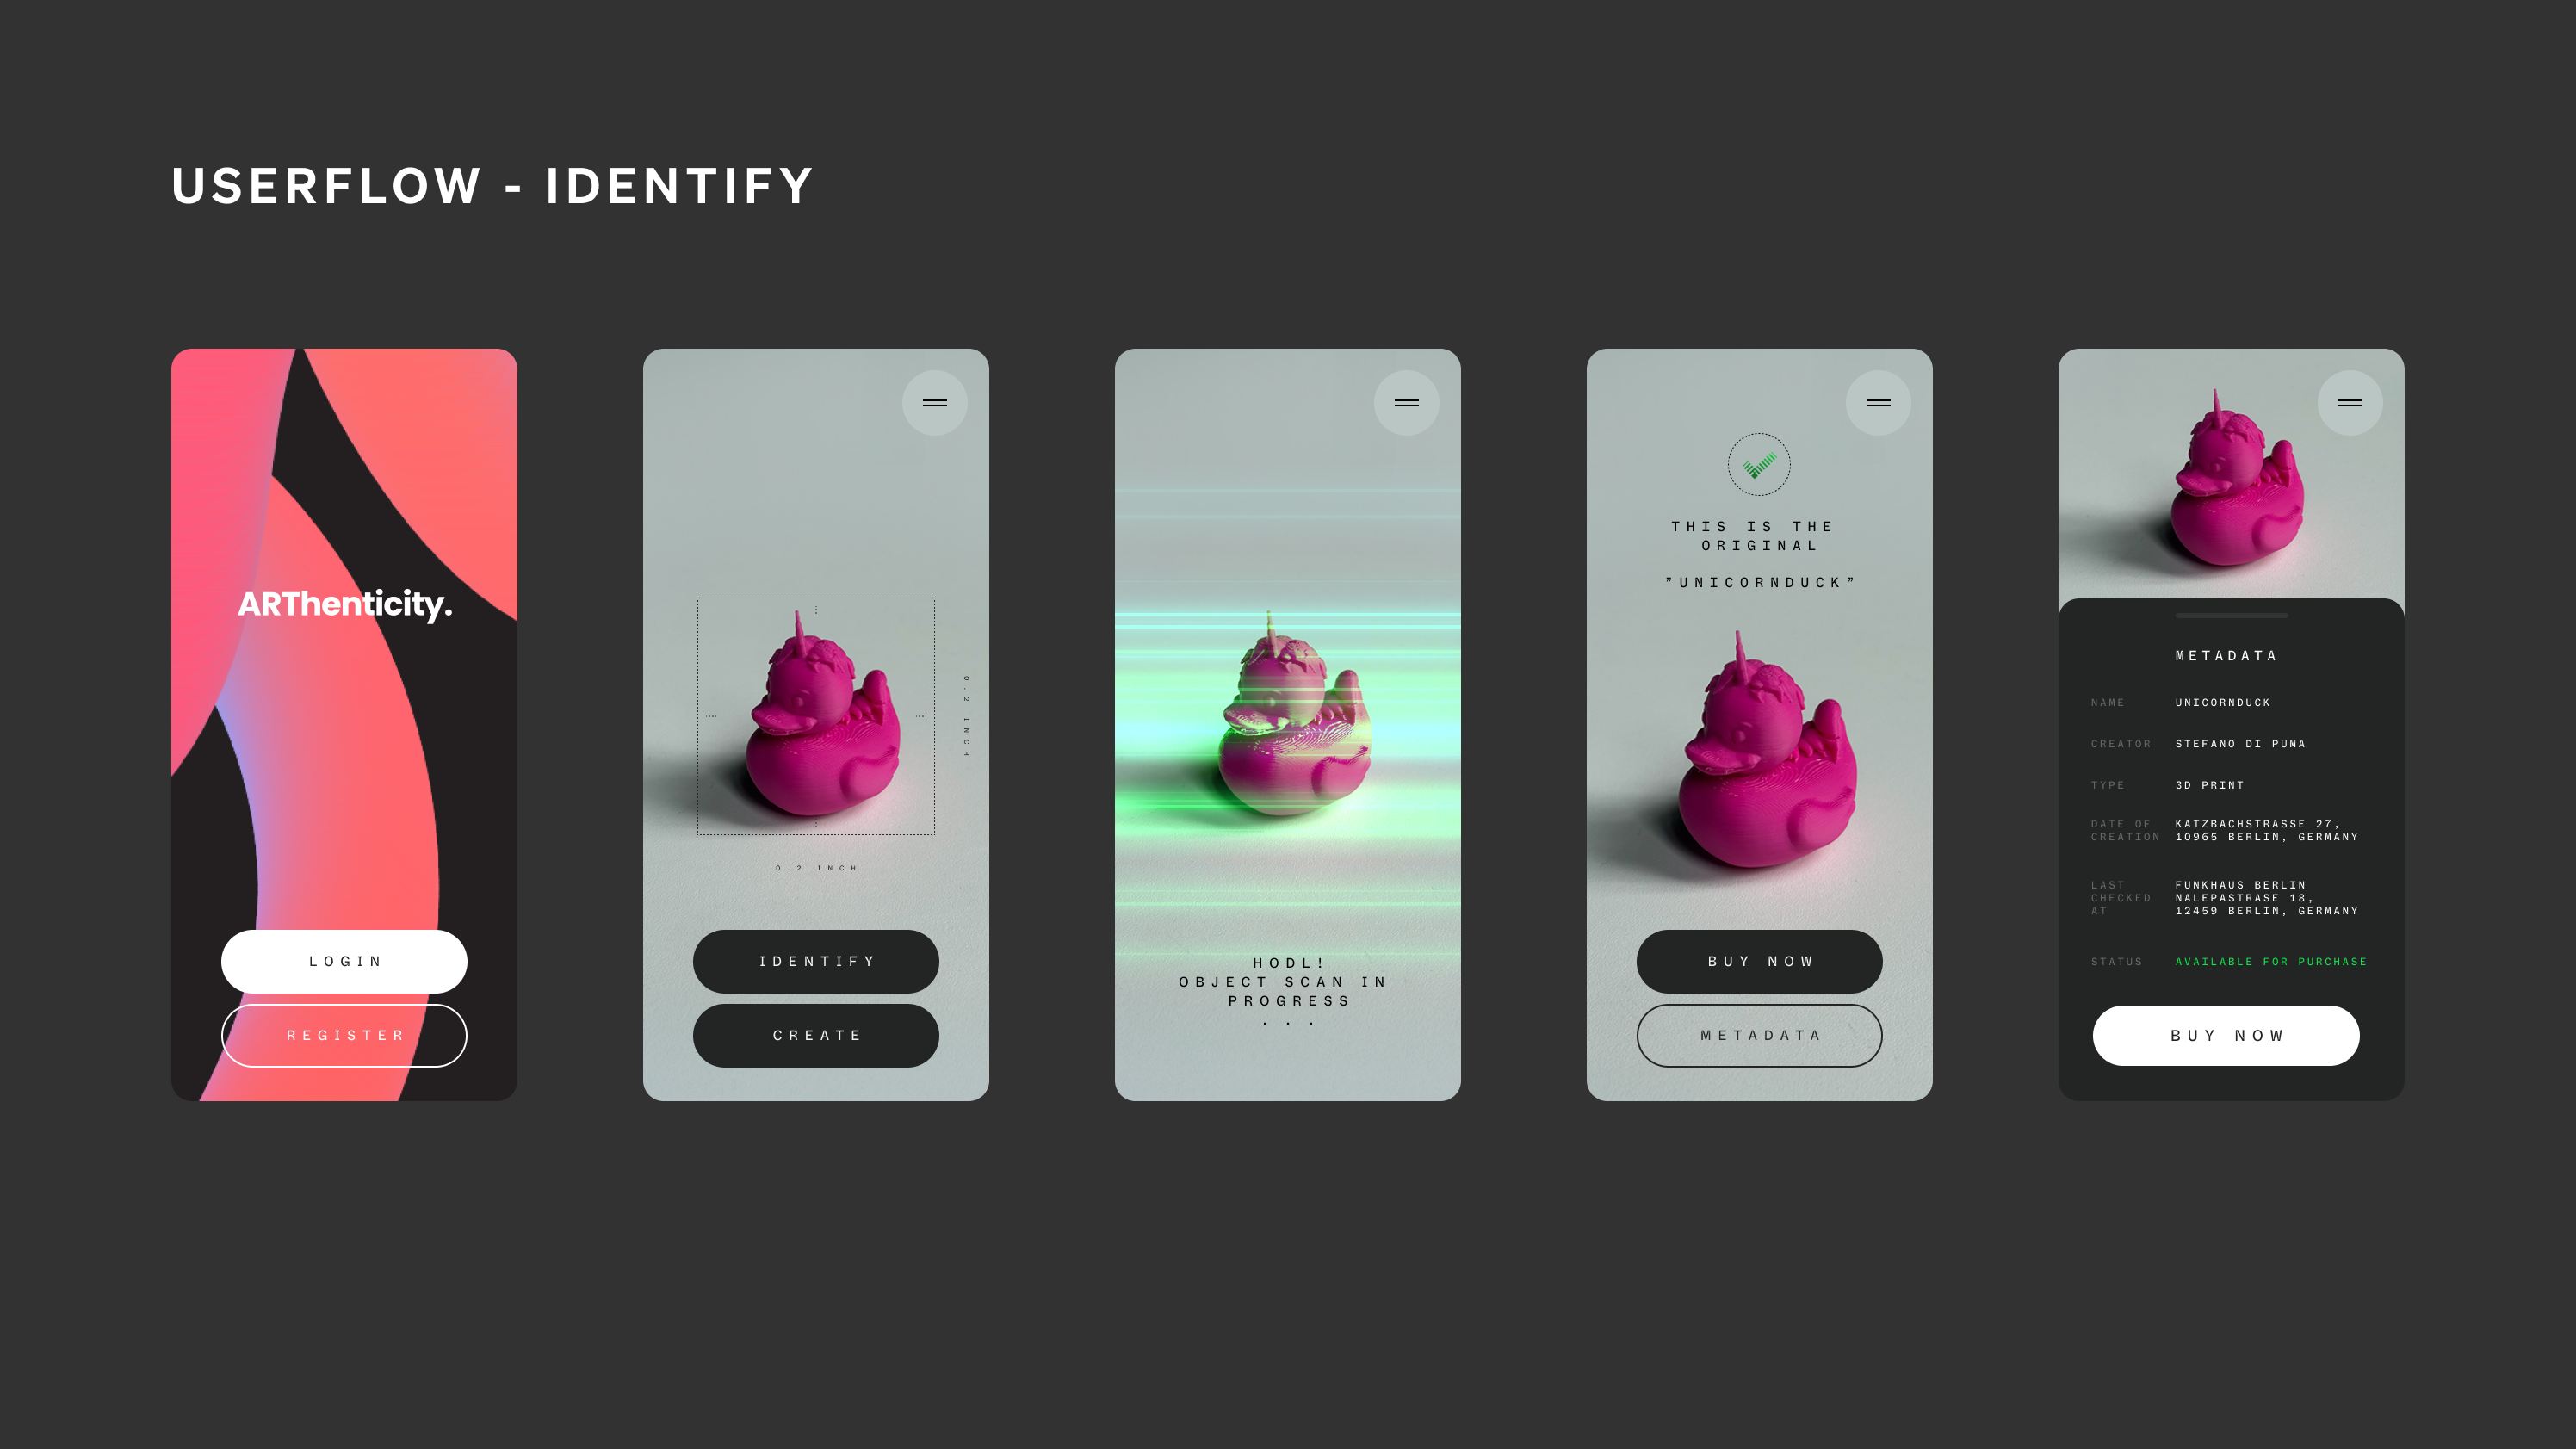 USERFLOW - IDENTIFY
ARThenticity.
LOGIN
REGISTER
0.2 INCH
0.2 INCH
IDENTIFY
CREATE
HODL!
OBJECT SCAN IN
PROGRESS
. . .
THIS IS THE
ORIGINAL
"UNICORNDUCK"
BUY NOW
METADATA
METADATA
NAME UNICORNDUCK
CREATOR STEFANO DI PUMA
TYPE 3D PRINT
DATE OF KATZBACHSTRASSE 27,
CREATION 10965 BERLIN, GERMANY
LAST FUNKHAUS BERLIN
CHECKED NALEPASTRASE 18,
AT 12459 BERLIN, GERMANY
STATUS AVAILABLE FOR PURCHASE
BUY NOW